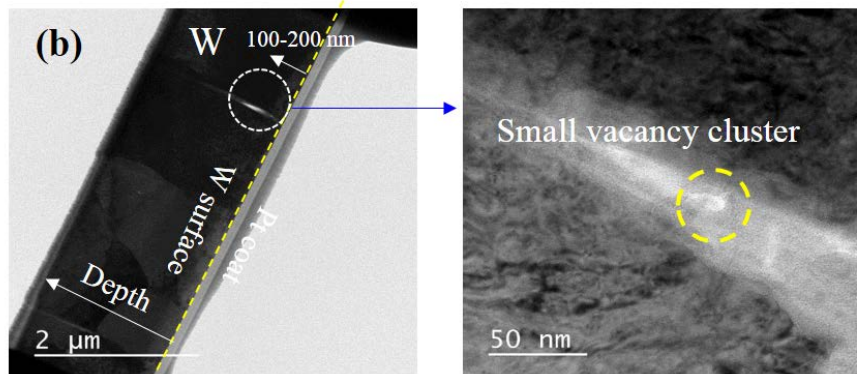 (b)
W
100-200 nm
W surface
Pt coat
Depth
2 μm
Small vacancy cluster
50 nm